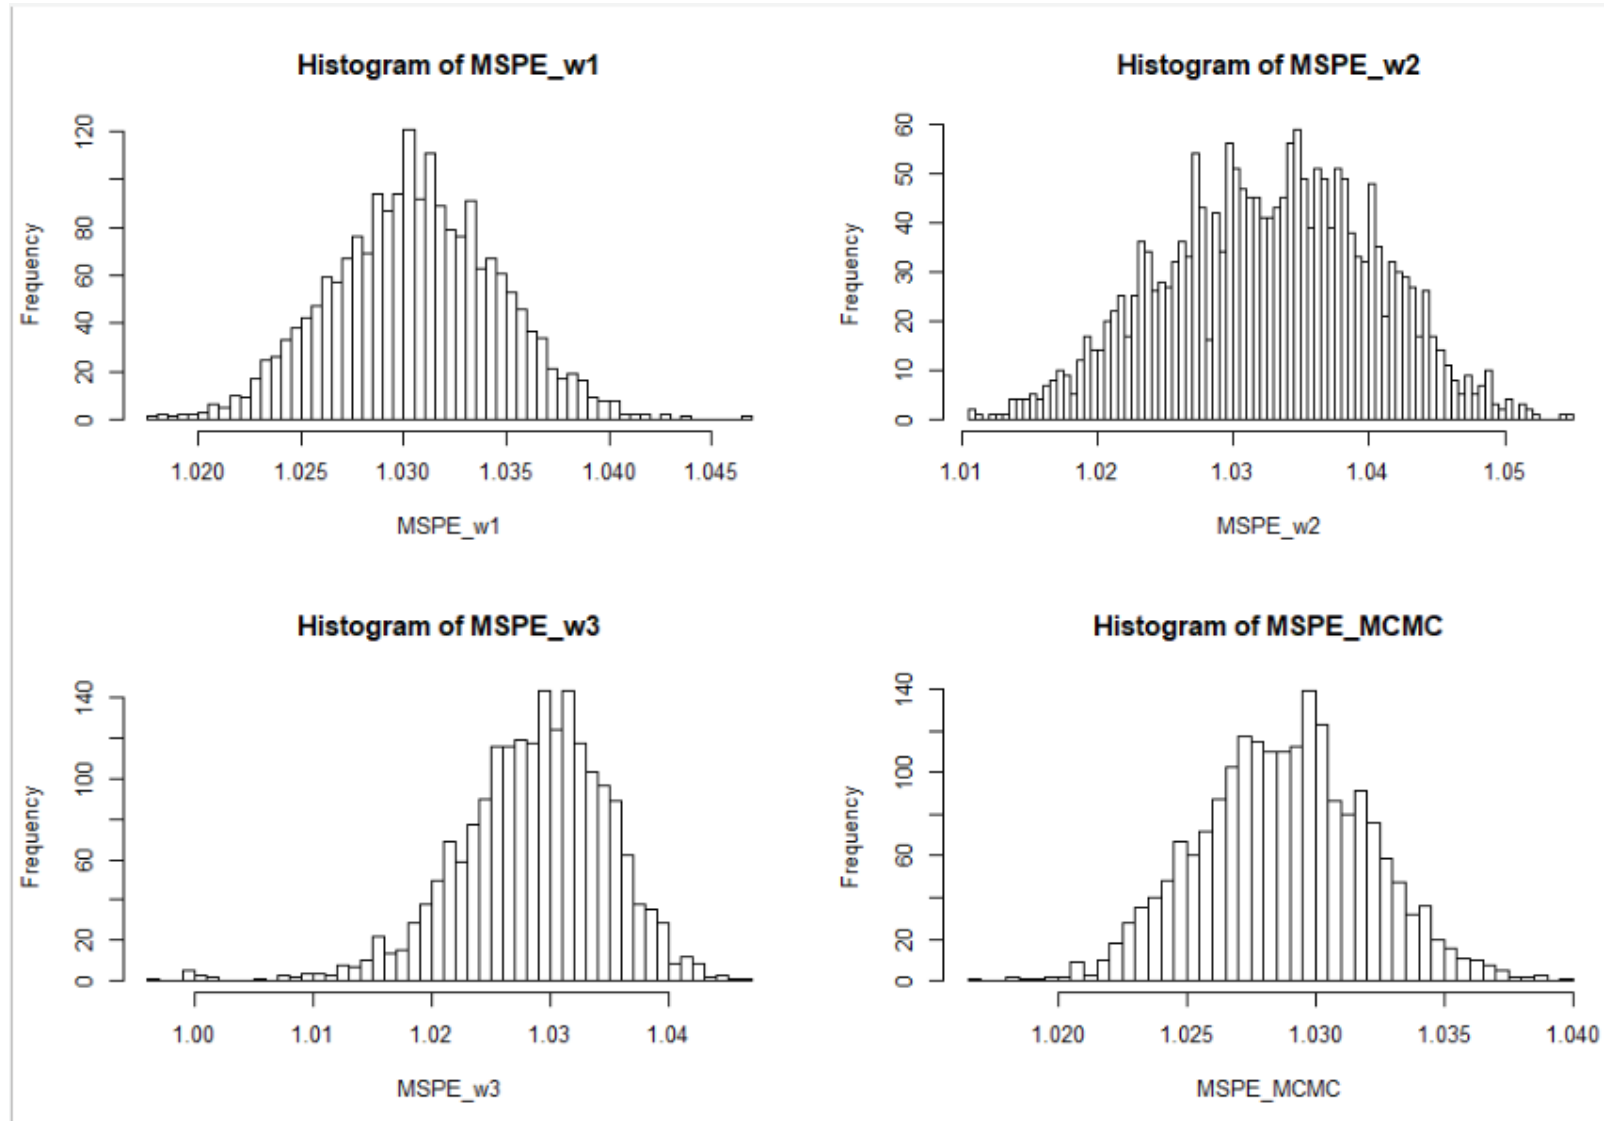 Histogram of MSPE_w1
Frequency
0 20 40 60 80 120
1.020 1.025 1.030 1.035 1.040 1.045
MSPE_w1
Histogram of MSPE_w2
Frequency
0 10 20 30 40 50 60
1.01 1.02 1.03 1.04 1.05
MSPE_w2
Histogram of MSPE_w3
Frequency
0 20 60 100 140
1.00 1.01 1.02 1.03 1.04
MSPE_w3
Histogram of MSPE_MCMC
Frequency
0 20 60 100 140
1.020 1.025 1.030 1.035 1.040
MSPE_MCMC